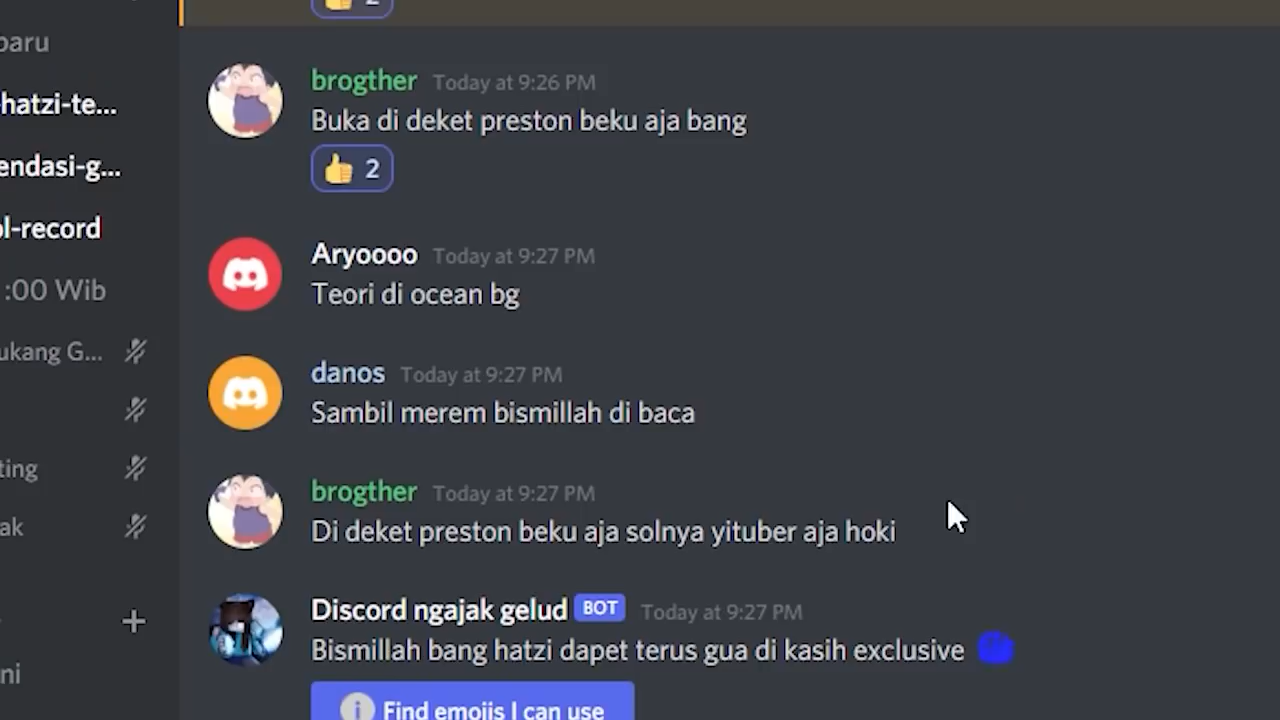 2
baru
brogther Today at 9:26 PM
hatzi-te...
Buka di deket preston beku aja bang
endasi-g...
2
ol-record
Aryoooo Today at 9:27 PM
:00 Wib
Teori di ocean bg
ukang G...
danos Today at 9:27 PM
Sambil merem bismillah di baca
ting
brogther Today at 9:27 PM
ak
Di deket preston beku aja solnya yituber aja hoki
Discord ngajak gelud BOT Today at 9:27 PM
Bismillah bang hatzi dapet terus gua di kasih exclusive
ni
Find emojis I can use